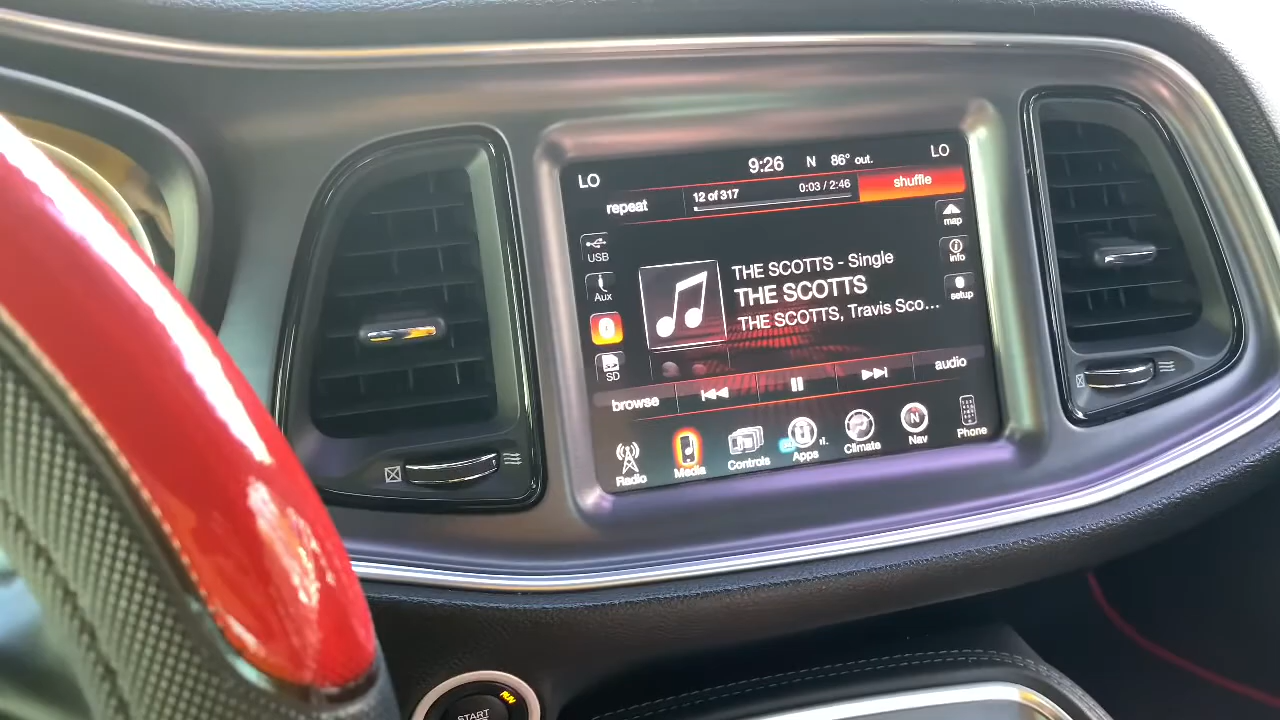 LO
9:26 N 86° out.
LO
repeat
12 of 317 0:03 / 2:46
shuffle
USB
Aux
SD
map
info
setup
THE SCOTTS - Single
THE SCOTTS
THE SCOTTS, Travis Sco...
browse
audio
Radio
Media
Controls
Apps
Climate
N
Nav
Phone
RUN
START